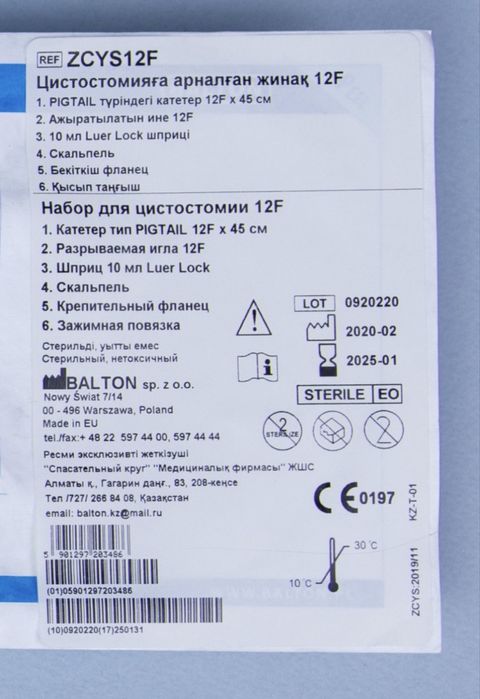 REF ZCYS12F
Цистостомияға арналған жинақ 12F
1. PIGTAIL түріндегі катетер 12F x 45 см
2. Ажыратылатын ине 12F
3. 10 мл Luer Lock шприці
4. Скальпель
5. Бекіткіш фланец
6. Қысып таңғыш
Набор для цистостомии 12F
1. Катетер тип PIGTAIL 12F x 45 см
2. Разрываемая игла 12F
3. Шприц 10 мл Luer Lock
4. Скальпель
5. Крепительный фланец
6. Зажимная повязка
LOT 0920220
2020-02
2025-01
Стерильді, уытты емес
Стерильный, нетоксичный
BALTON sp. z o.o.
Nowy Świat 7/14
00 - 496 Warszawa, Poland
Made in EU
tel./fax:+ 48 22 597 44 00, 597 44 44
STERILE EO
2
STERILIZE
2
Ресми эксклюзивті жеткізуші
"Спасательный круг" "Медициналық фирмасы" ЖШС
Алматы қ., Гагарин даңғ., 83, 208-кеңсе
Тел /727/ 266 84 08, Қазақстан
email: balton.kz@mail.ru
CE 0197
KZ-T-01
ZCYS:2019/11
5 901297 203486
(01)05901297203486
(10)0920220(17)250131
30 °C
10 °C